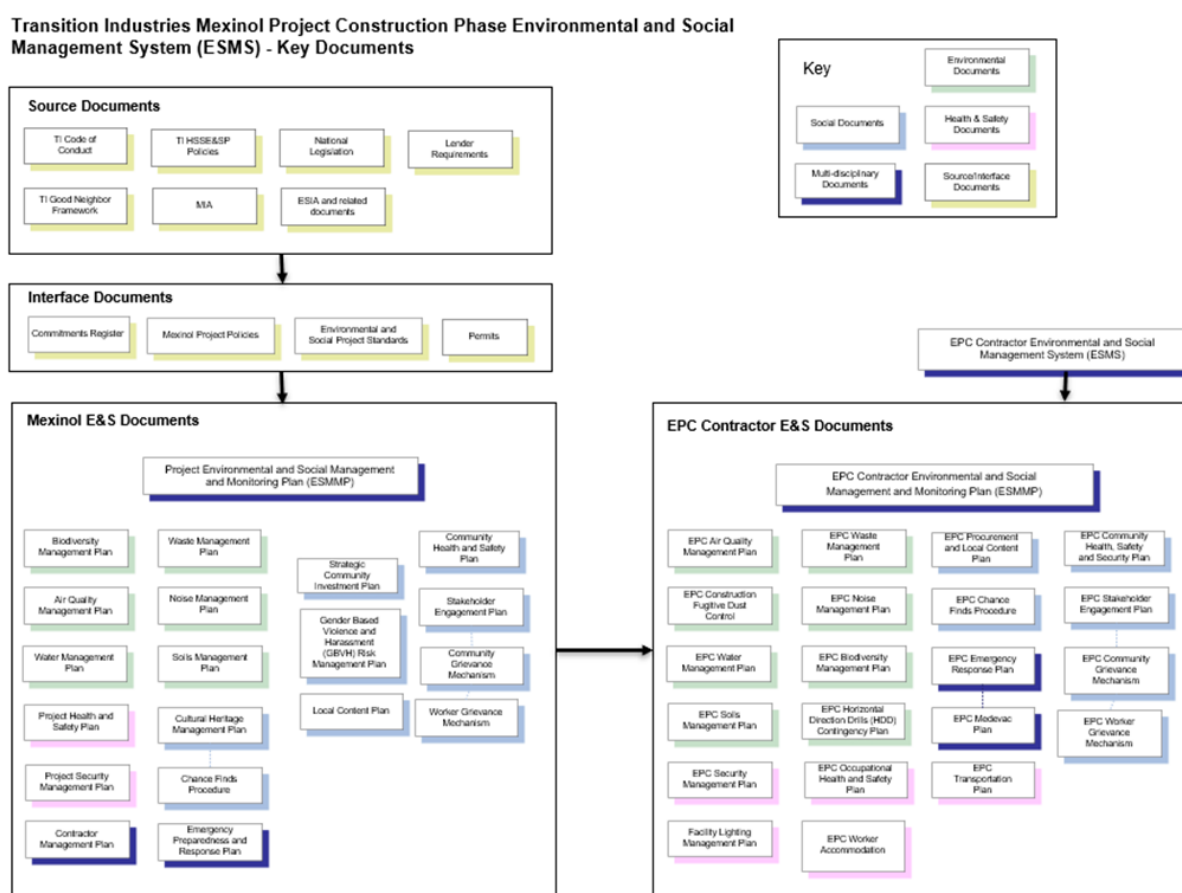 Transition Industries Mexinol Project Construction Phase Environmental and Social
Management System (ESMS) - Key Documents
Key
Environmental
Documents
Social Documents
Health & Safety
Documents
Multi-disciplinary
Documents
Source/Interface
Documents
Source Documents
TI Code of
Conduct
TI HSSE&SP
Policies
National
Legislation
Lender
Requirements
TI Good Neighbor
Framework
MIA
ESIA and related
documents
Interface Documents
Commitments Register
Mexinol Project Policies
Environmental and
Social Project Standards
Permits
EPC Contractor Environmental and Social
Management System (ESMS)
Mexinol E&S Documents
Project Environmental and Social Management
and Monitoring Plan (ESMMP)
Biodiversity
Management Plan
Waste Management
Plan
Strategic
Community
Investment Plan
Community
Health and Safety
Plan
Air Quality
Management Plan
Noise Management
Plan
Gender Based
Violence and
Harassment
(GBVH) Risk
Management Plan
Stakeholder
Engagement Plan
Water Management
Plan
Soils Management
Plan
Community
Grievance
Mechanism
Project Health and
Safety Plan
Cultural Heritage
Management Plan
Local Content Plan
Worker Grievance
Mechanism
Project Security
Management Plan
Chance Finds
Procedure
Contractor
Management Plan
Emergency
Preparedness and
Response Plan
EPC Contractor E&S Documents
EPC Contractor Environmental and Social
Management and Monitoring Plan (ESMMP)
EPC Air Quality
Management Plan
EPC Waste
Management
Plan
EPC Procurement
and Local Content
Plan
EPC Community
Health, Safety
and Security Plan
EPC Construction
Fugitive Dust
Control
EPC Noise
Management Plan
EPC Chance
Finds Procedure
EPC Stakeholder
Engagement Plan
EPC Water
Management Plan
EPC Biodiversity
Management Plan
EPC Emergency
Response Plan
EPC Community
Grievance
Mechanism
EPC Soils
Management Plan
EPC Horizontal
Direction Drills (HDD)
Contingency Plan
EPC Medevac
Plan
EPC Worker
Grievance
Mechanism
EPC Security
Management Plan
EPC Occupational
Health and Safety
Plan
EPC
Transportation
Plan
Facility Lighting
Management Plan
EPC Worker
Accommodation